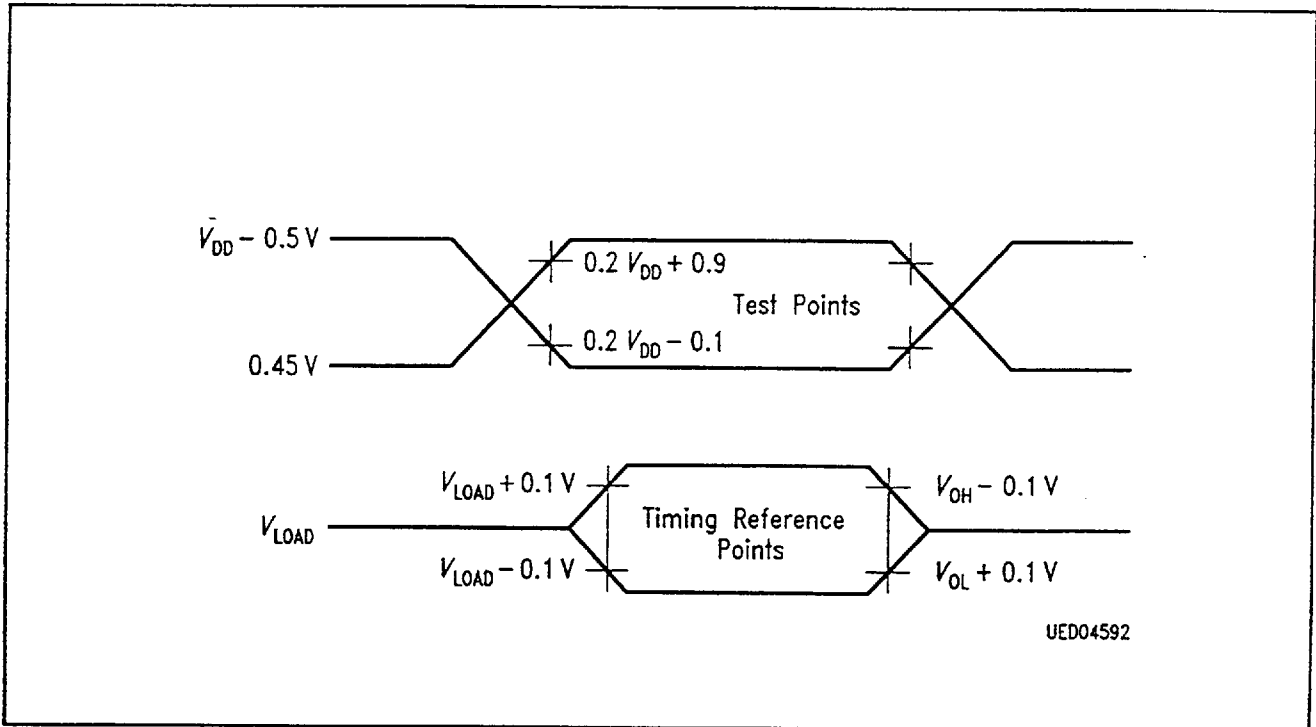 V_DD – 0.5 V
0.2 V_DD + 0.9
Test Points
0.2 V_DD – 0.1
0.45 V
V_LOAD + 0.1 V
V_OH – 0.1 V
Timing Reference
Points
V_LOAD
V_LOAD – 0.1 V
V_OL + 0.1 V
UED04592